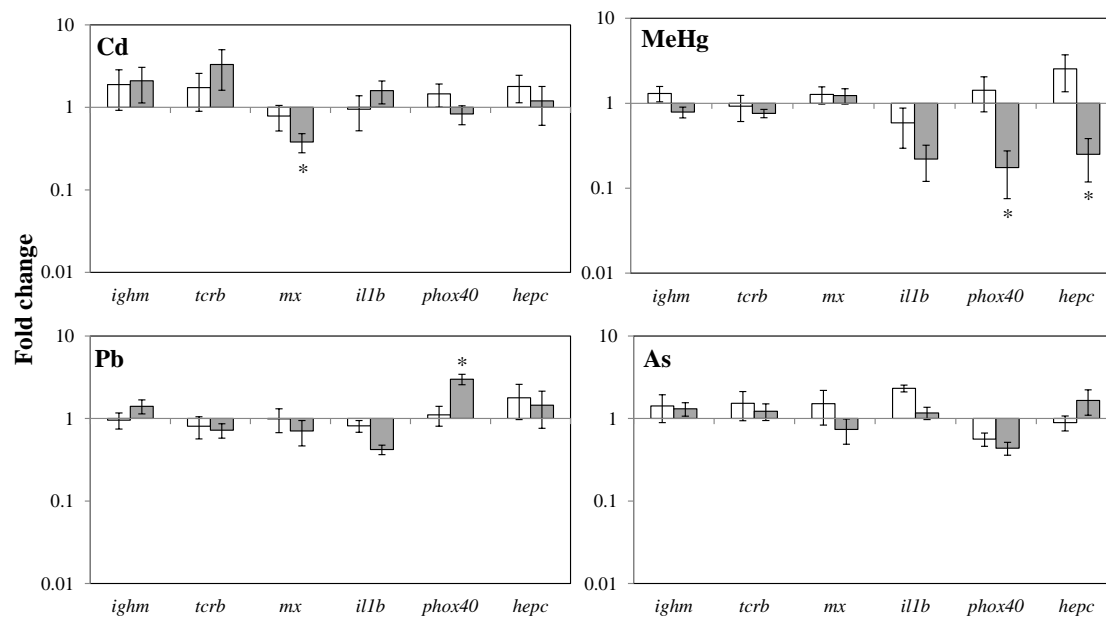 Fold change
Cd
10
1
0.1
0.01
*
ighm tcrb mx il1b phox40 hepc
MeHg
10
1
0.1
0.01
* *
ighm tcrb mx il1b phox40 hepc
Pb
10
1
0.1
0.01
*
ighm tcrb mx il1b phox40 hepc
As
10
1
0.1
0.01
ighm tcrb mx il1b phox40 hepc